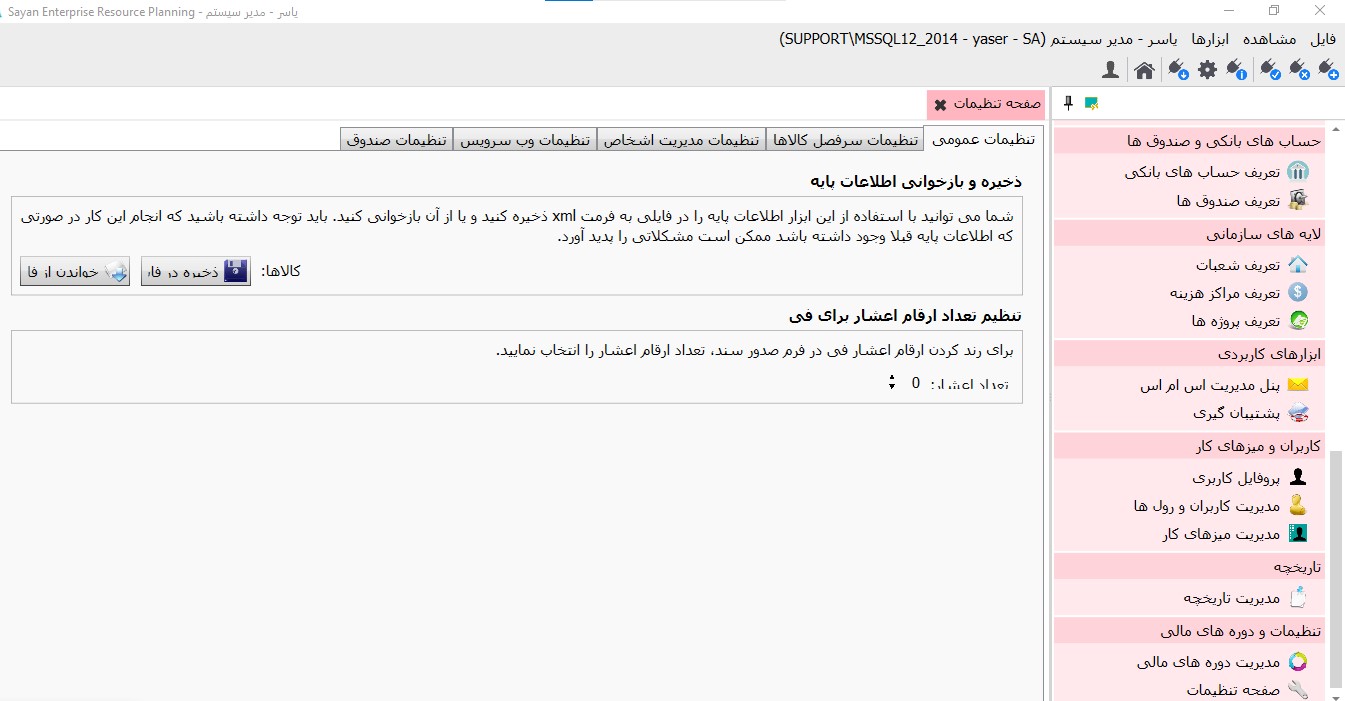 Sayan Enterprise Resource Planning - یاسر - مدیر سیستم
فایل مشاهده ابزارها یاسر - مدیر سیستم (SUPPORT\MSSQL12_2014 - yaser - SA)
صفحه تنظیمات
تنظیمات عمومی
تنظیمات سرفصل کالاها
تنظیمات مدیریت اشخاص
تنظیمات وب سرویس
تنظیمات صندوق
ذخیره و بازخوانی اطلاعات پایه
شما می توانید با استفاده از این ابزار اطلاعات پایه را در فایلی به فرمت xml ذخیره کنید و یا از آن بازخوانی کنید. باید توجه داشته باشید که انجام این کار در صورتی
که اطلاعات پایه قبلا وجود داشته باشد ممکن است مشکلاتی را پدید آورد.
کالاها:
ذخیره در فای
خواندن از فا
تنظیم تعداد ارقام اعشار برای فی
برای رند کردن ارقام اعشار فی در فرم صدور سند، تعداد ارقام اعشار را انتخاب نمایید.
تعداد اعشار: 0
حساب های بانکی و صندوق ها
تعریف حساب های بانکی
تعریف صندوق ها
لایه های سازمانی
تعریف شعبات
تعریف مراکز هزینه
تعریف پروژه ها
ابزارهای کاربردی
پنل مدیریت اس ام اس
پشتیبان گیری
کاربران و میزهای کار
پروفایل کاربری
مدیریت کاربران و رول ها
مدیریت میزهای کار
تاریخچه
مدیریت تاریخچه
تنظیمات و دوره های مالی
مدیریت دوره های مالی
صفحه تنظیمات